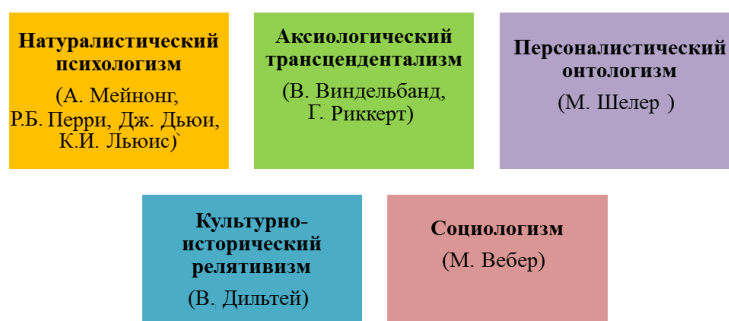 Натуралистический
психологизм
(А. Мейнонг,
Р.Б. Перри, Дж. Дьюи,
К.И. Льюис)`
Аксиологический
трансцендентализм
(В. Виндельбанд,
Г. Риккерт)
Персоналистический
онтологизм
(М. Шелер )
Культурно-
исторический
релятивизм
(В. Дильтей)
Социологизм
(М. Вебер)